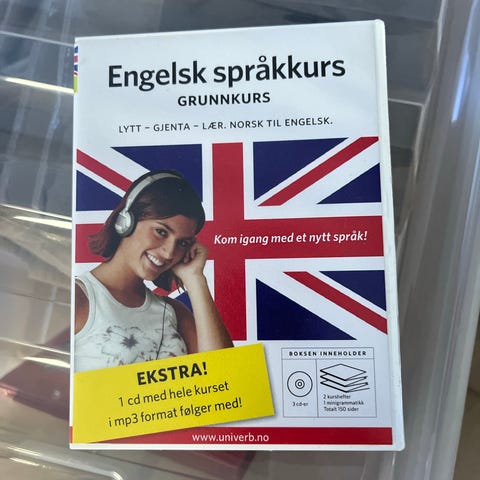 Engelsk språkkurs
GRUNNKURS
LYTT – GJENTA – LÆR. NORSK TIL ENGELSK.
Kom igang med et nytt språk!
EKSTRA!
1 cd med hele kurset
i mp3 format følger med!
BOKSEN INNEHOLDER
3 cd-er
2 kurshefter
1 minigrammatikk
Totalt 150 sider
www.univerb.no